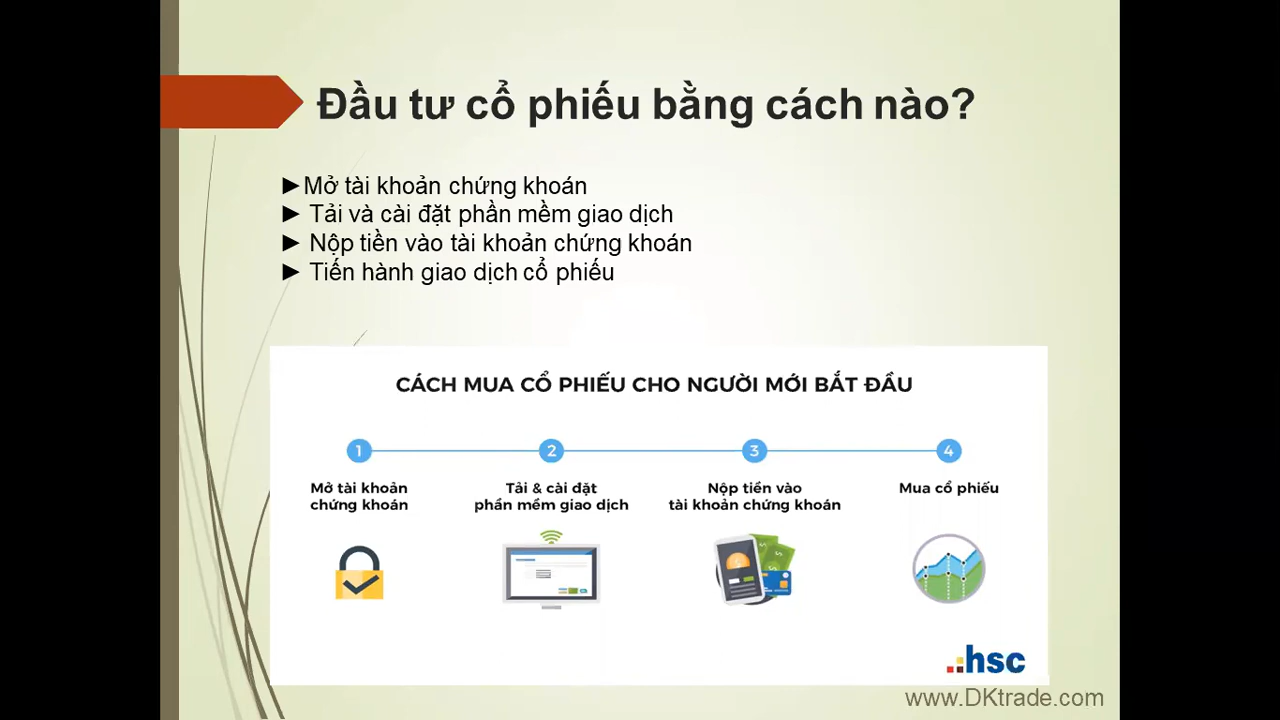 Đầu tư cổ phiếu bằng cách nào?
►Mở tài khoản chứng khoán
► Tải và cài đặt phần mềm giao dịch
► Nộp tiền vào tài khoản chứng khoán
► Tiến hành giao dịch cổ phiếu
CÁCH MUA CỔ PHIẾU CHO NGƯỜI MỚI BẮT ĐẦU
1 2 3 4
Mở tài khoản
chứng khoán
Tải & cài đặt
phần mềm giao dịch
Nộp tiền vào
tài khoản chứng khoán
Mua cổ phiếu
hsc
www.DKtrade.com